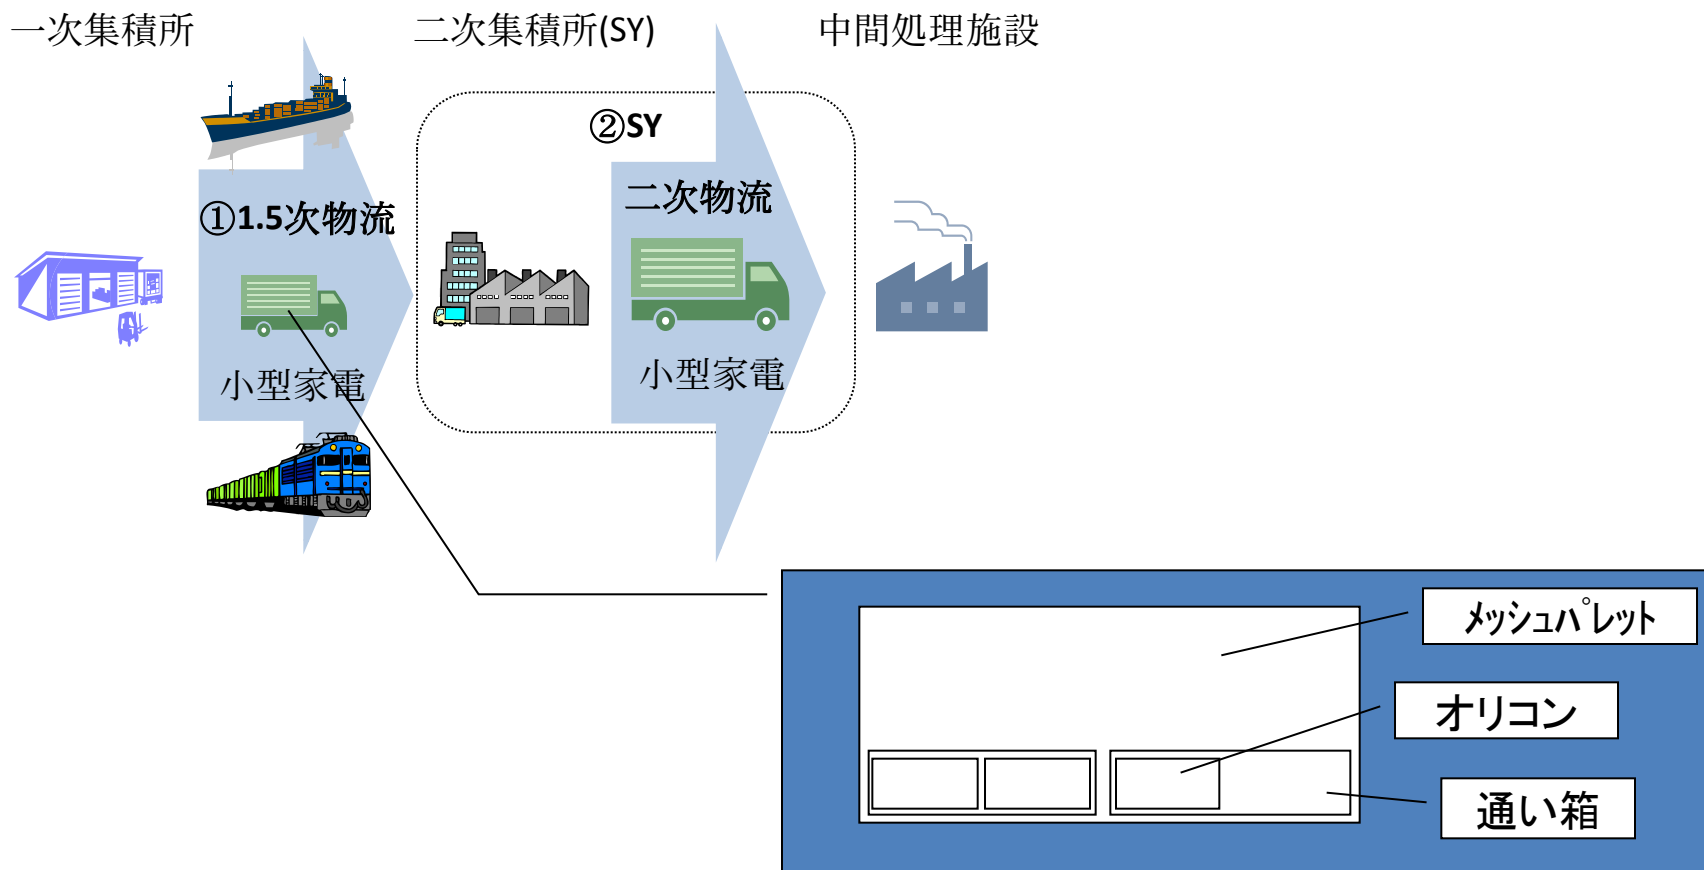 一次集積所
二次集積所(SY)
中間処理施設
②SY
①1.5次物流
二次物流
小型家電
小型家電
ﾒｯｼｭﾊﾟﾚｯﾄ
オリコン
通い箱